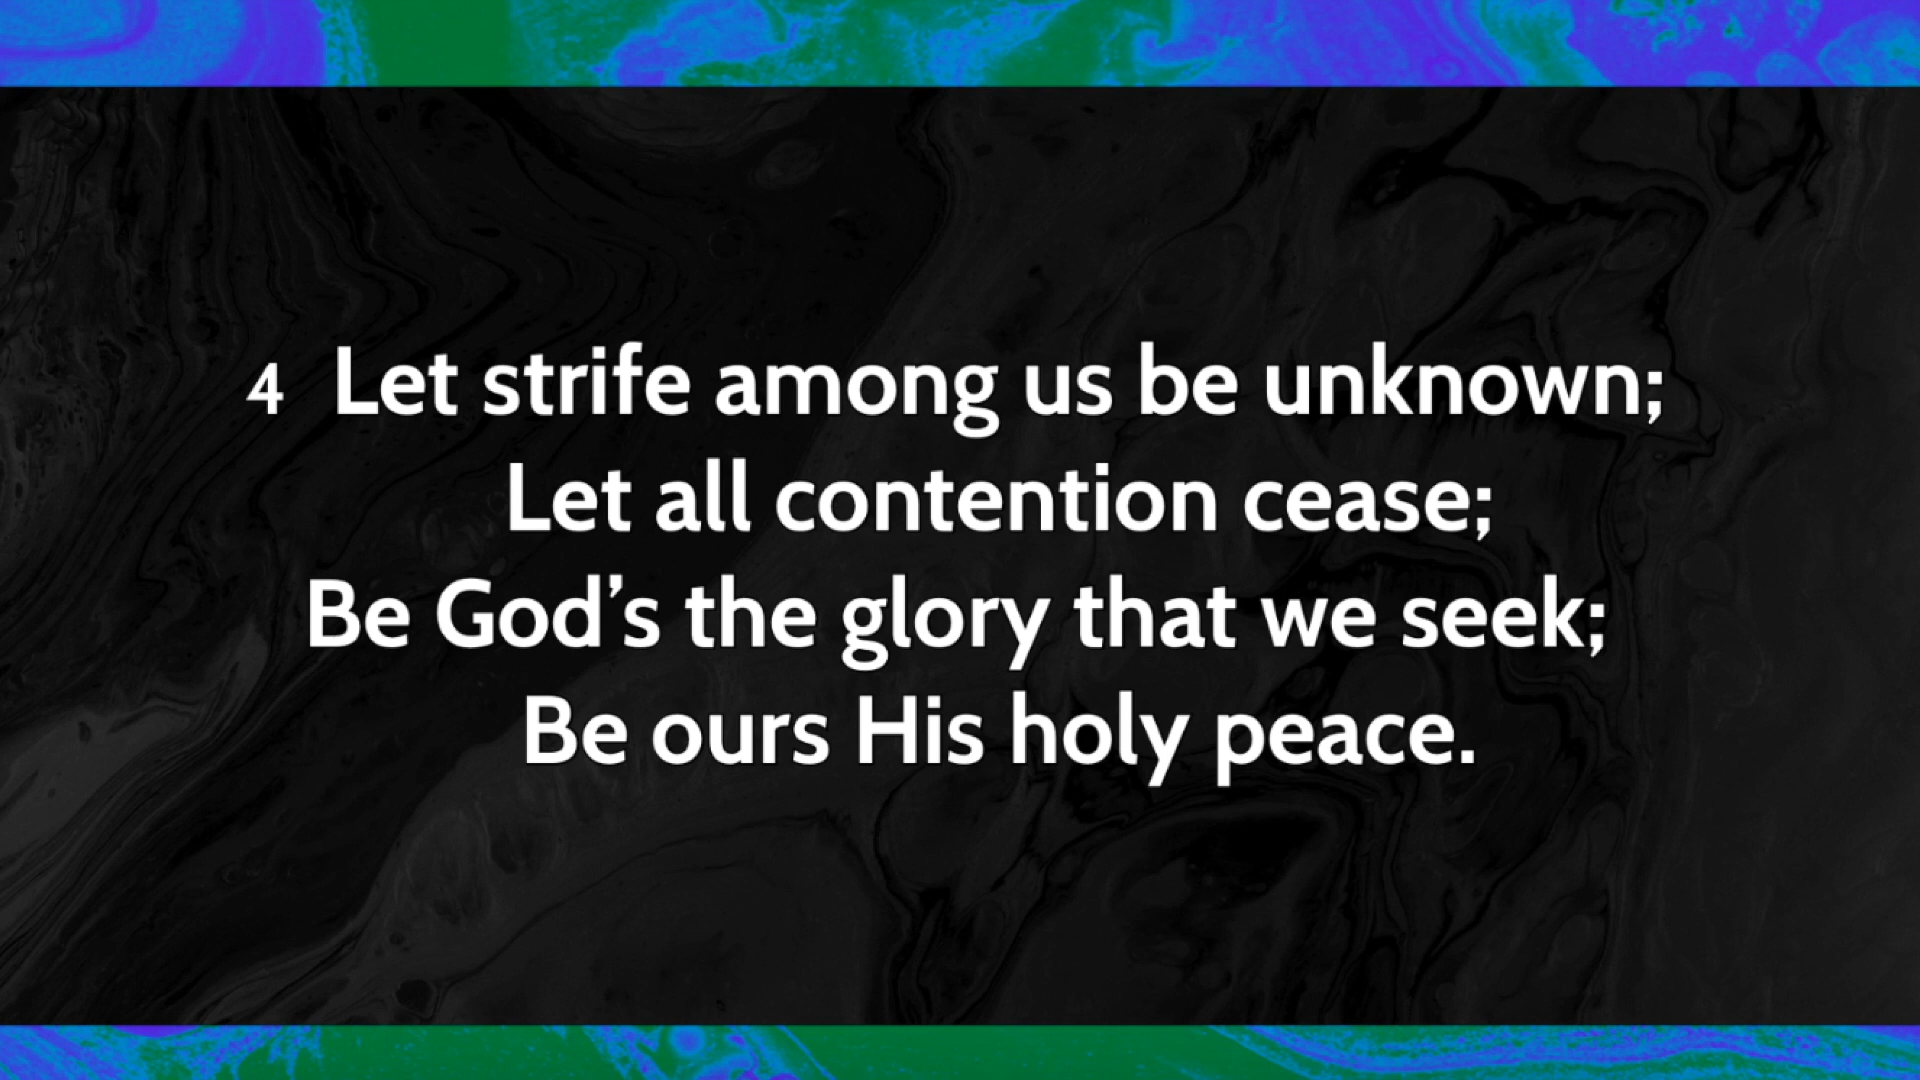 4 Let strife among us be unknown;
Let all contention cease;
Be God’s the glory that we seek;
Be ours His holy peace.